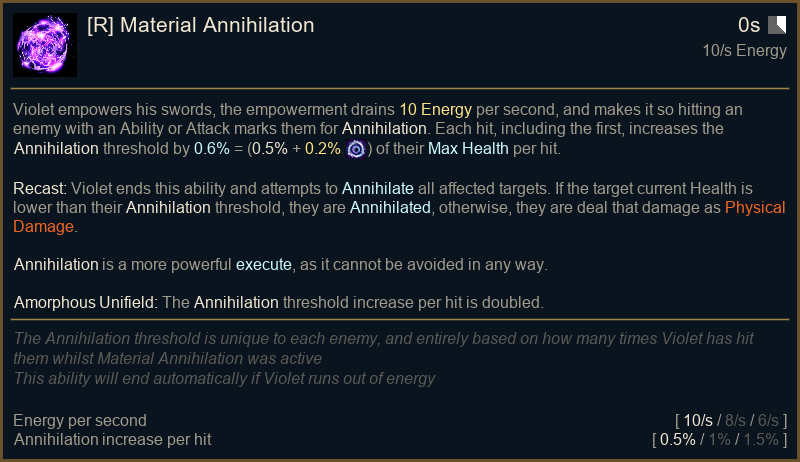 [R] Material Annihilation
0s
10/s Energy
Violet empowers his swords, the empowerment drains 10 Energy per second, and makes it so hitting an
enemy with an Ability or Attack marks them for Annihilation. Each hit, including the first, increases the
Annihilation threshold by 0.6% = (0.5% + 0.2% ) of their Max Health per hit.
Recast: Violet ends this ability and attempts to Annihilate all affected targets. If the target current Health is
lower than their Annihilation threshold, they are Annihilated, otherwise, they are deal that damage as Physical
Damage.
Annihilation is a more powerful execute, as it cannot be avoided in any way.
Amorphous Unifield: The Annihilation threshold increase per hit is doubled.
The Annihilation threshold is unique to each enemy, and entirely based on how many times Violet has hit
them whilst Material Annihilation was active
This ability will end automatically if Violet runs out of energy
Energy per second [ 10/s / 8/s / 6/s ]
Annihilation increase per hit [ 0.5% / 1% / 1.5% ]